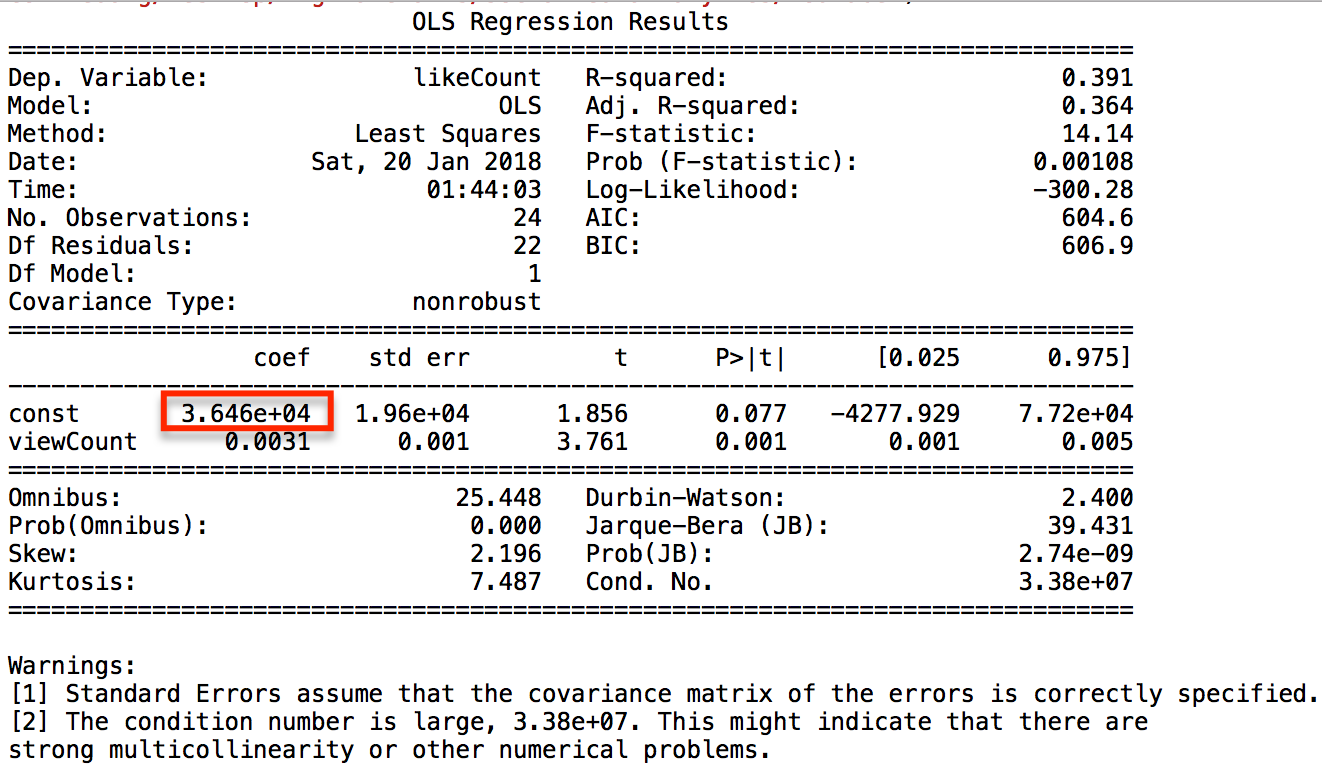 OLS Regression Results
==============================================================================
Dep. Variable: likeCount R-squared: 0.391
Model: OLS Adj. R-squared: 0.364
Method: Least Squares F-statistic: 14.14
Date: Sat, 20 Jan 2018 Prob (F-statistic): 0.00108
Time: 01:44:03 Log-Likelihood: -300.28
No. Observations: 24 AIC: 604.6
Df Residuals: 22 BIC: 606.9
Df Model: 1
Covariance Type: nonrobust
==============================================================================
coef std err t P>|t| [0.025 0.975]
------------------------------------------------------------------------------
const 3.646e+04 1.96e+04 1.856 0.077 -4277.929 7.72e+04
viewCount 0.0031 0.001 3.761 0.001 0.001 0.005
==============================================================================
Omnibus: 25.448 Durbin-Watson: 2.400
Prob(Omnibus): 0.000 Jarque-Bera (JB): 39.431
Skew: 2.196 Prob(JB): 2.74e-09
Kurtosis: 7.487 Cond. No. 3.38e+07
==============================================================================
Warnings:
[1] Standard Errors assume that the covariance matrix of the errors is correctly specified.
[2] The condition number is large, 3.38e+07. This might indicate that there are
strong multicollinearity or other numerical problems.